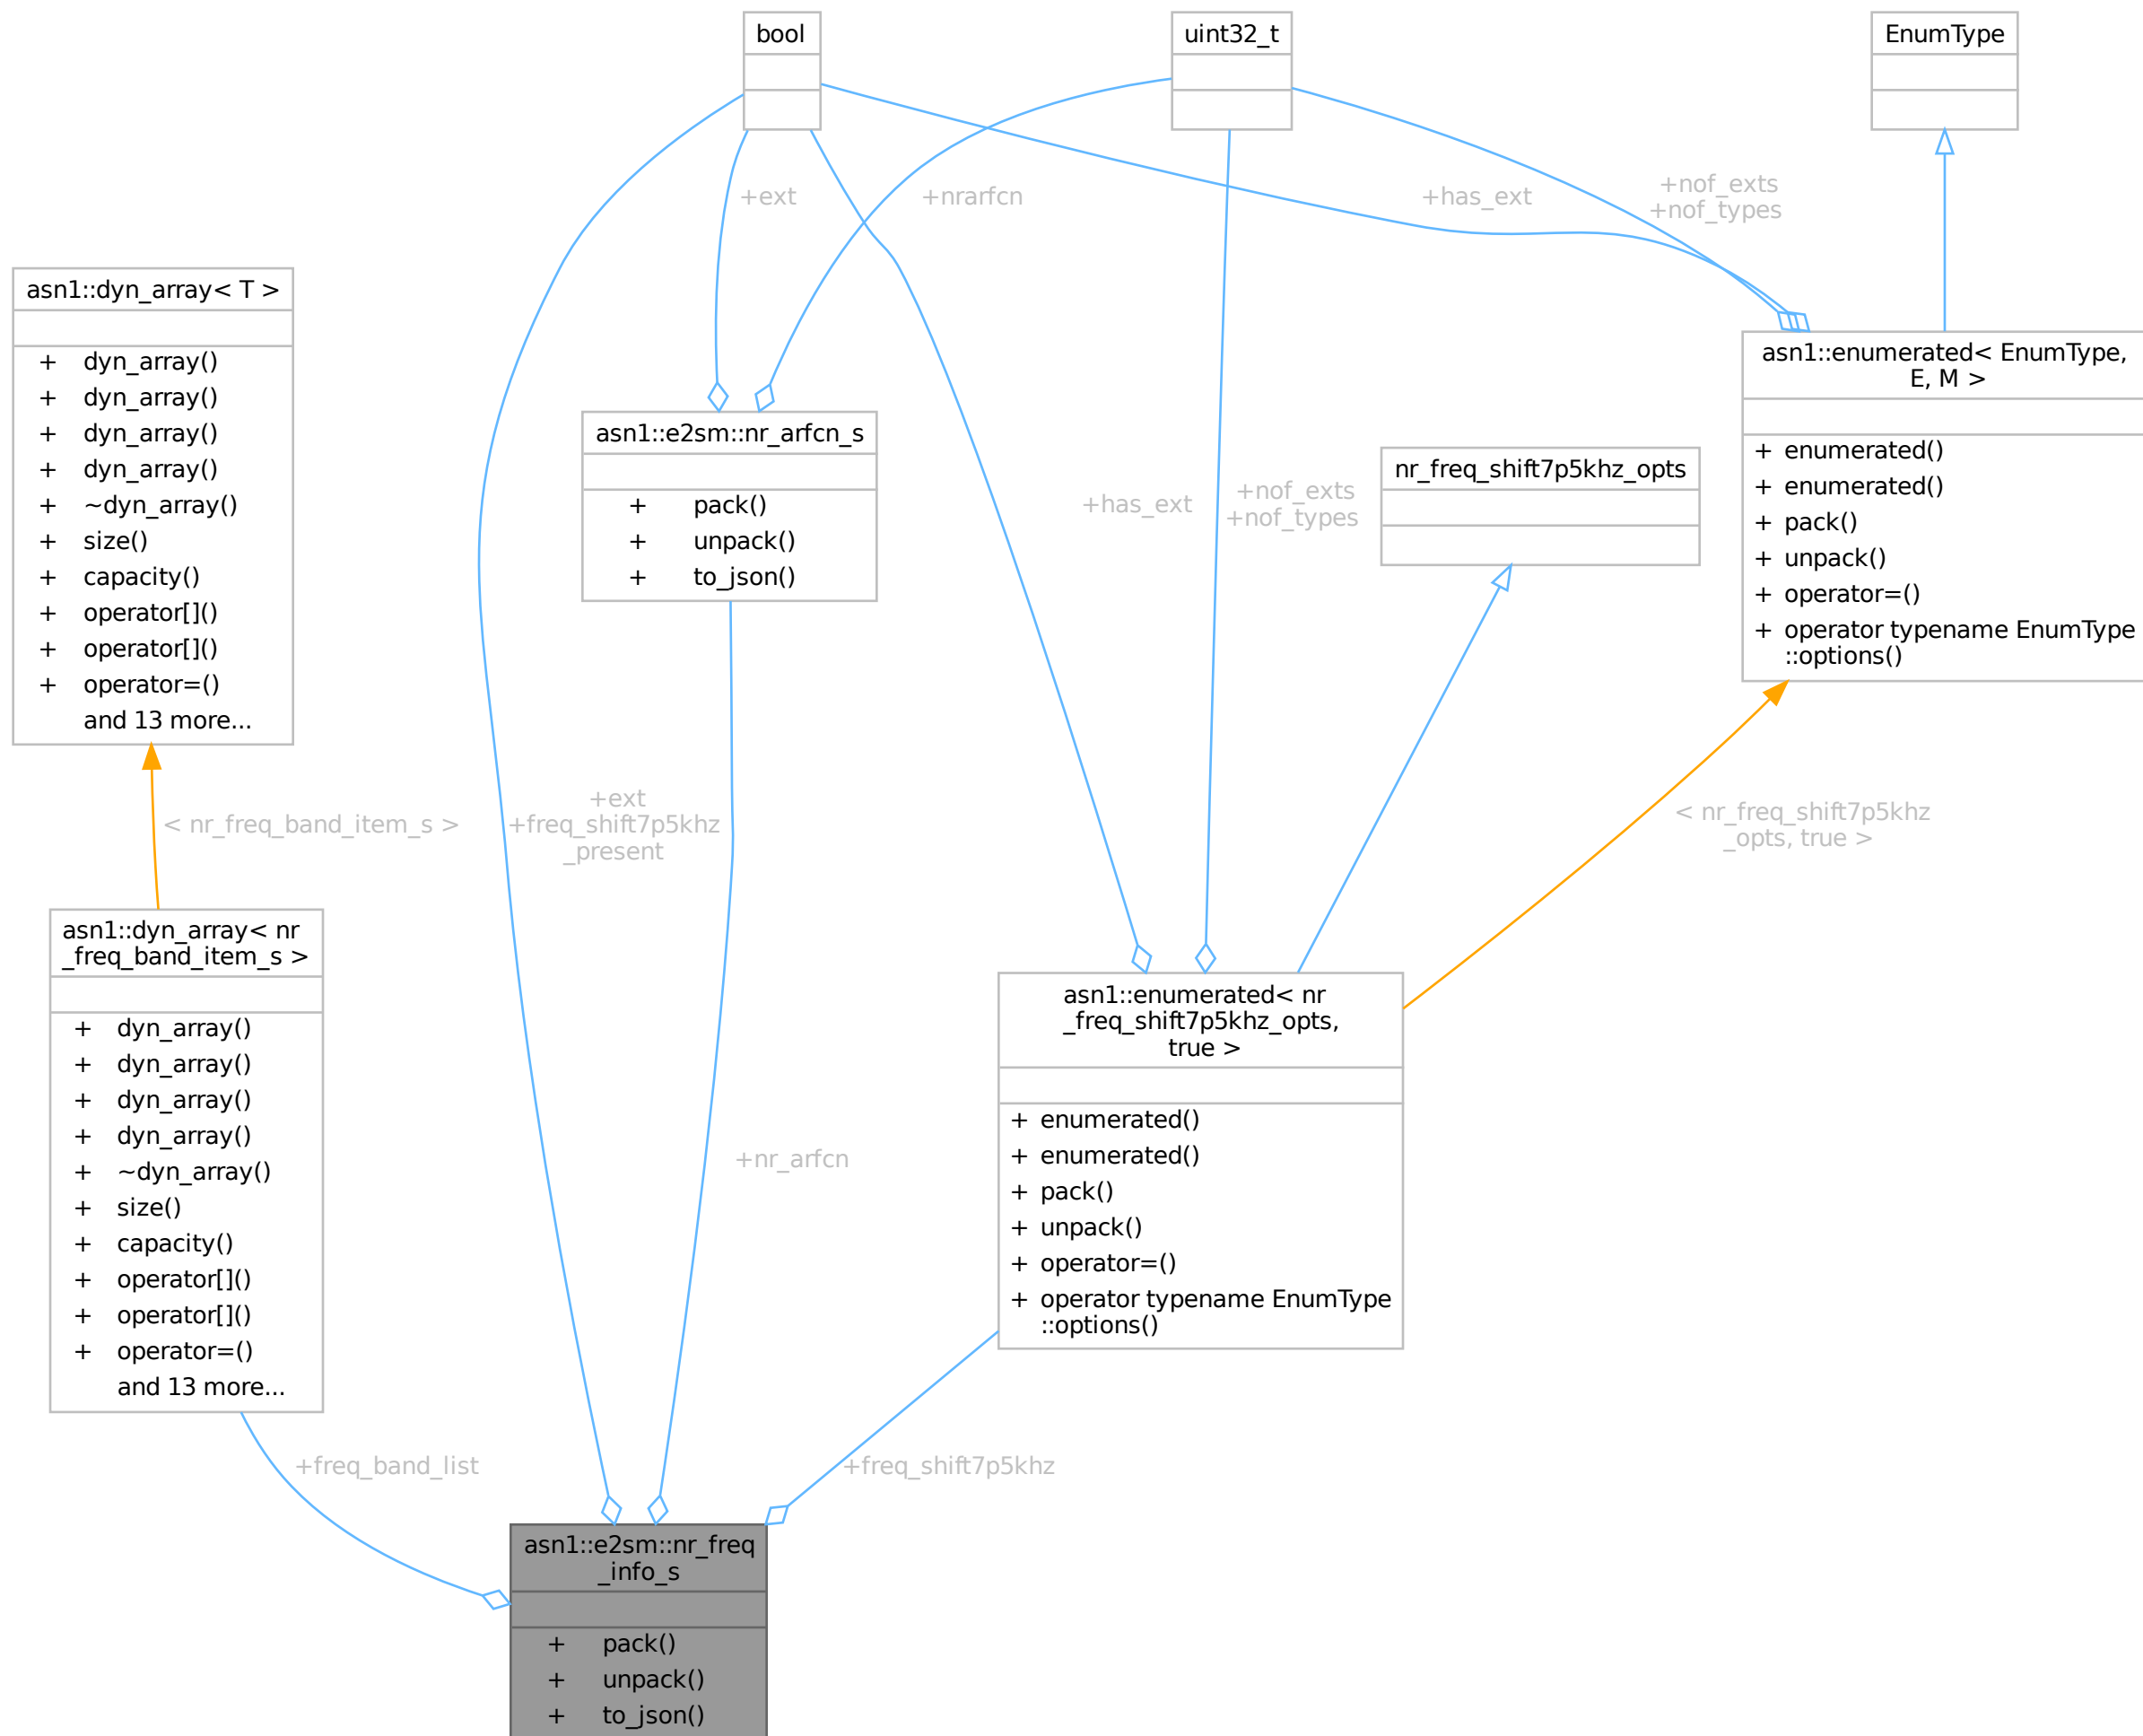 bool
uint32_t
EnumType
+ext
+nrarfcn
+has_ext
+nof_exts
+nof_types
asn1::dyn_array< T >
+ dyn_array()
+ dyn_array()
+ dyn_array()
+ dyn_array()
+ ~dyn_array()
+ size()
+ capacity()
+ operator[]()
+ operator[]()
+ operator=()
and 13 more...
asn1::e2sm::nr_arfcn_s
+ pack()
+ unpack()
+ to_json()
+has_ext
+nof_exts
+nof_types
nr_freq_shift7p5khz_opts
asn1::enumerated< EnumType,
E, M >
+ enumerated()
+ enumerated()
+ pack()
+ unpack()
+ operator=()
+ operator typename EnumType
::options()
< nr_freq_band_item_s >
+ext
+freq_shift7p5khz
_present
< nr_freq_shift7p5khz
_opts, true >
asn1::dyn_array< nr
_freq_band_item_s >
+ dyn_array()
+ dyn_array()
+ dyn_array()
+ dyn_array()
+ ~dyn_array()
+ size()
+ capacity()
+ operator[]()
+ operator[]()
+ operator=()
and 13 more...
+nr_arfcn
asn1::enumerated< nr
_freq_shift7p5khz_opts,
true >
+ enumerated()
+ enumerated()
+ pack()
+ unpack()
+ operator=()
+ operator typename EnumType
::options()
+freq_band_list
+freq_shift7p5khz
asn1::e2sm::nr_freq
_info_s
+ pack()
+ unpack()
+ to_json()